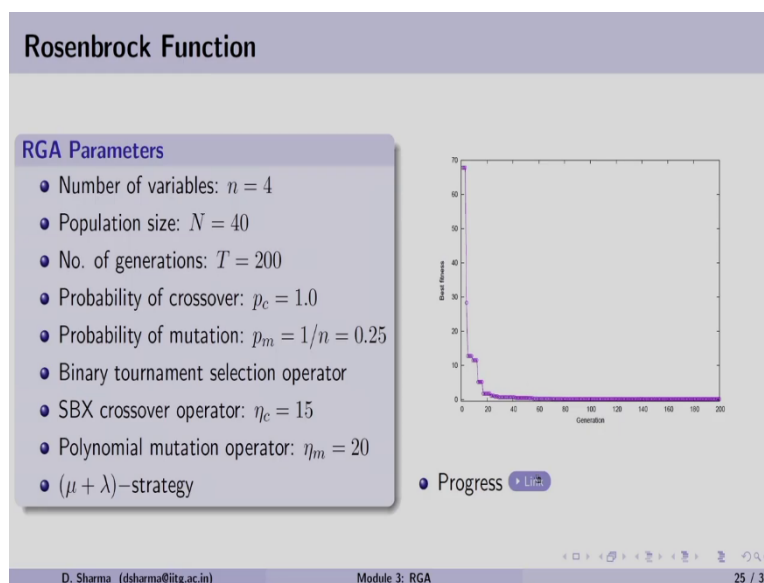 Rosenbrock Function
RGA Parameters
Number of variables: n = 4
Population size: N = 40
No. of generations: T = 200
Probability of crossover: p_c = 1.0
Probability of mutation: p_m = 1/n = 0.25
Binary tournament selection operator
SBX crossover operator: η_c = 15
Polynomial mutation operator: η_m = 20
(μ + λ)−strategy
70
60
50
40
30
20
10
0
Best fitness
0 20 40 60 80 100 120 140 160 180 200
Generation
Progress Link
D. Sharma (dsharma@iitg.ac.in) Module 3: RGA 25 / 3